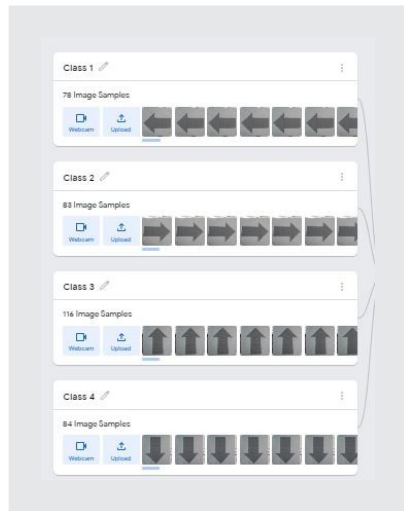 Class 1
78 Image Samples
Webcam Upload
Class 2
83 Image Samples
Webcam Upload
Class 3
116 Image Samples
Webcam Upload
Class 4
84 Image Samples
Webcam Upload